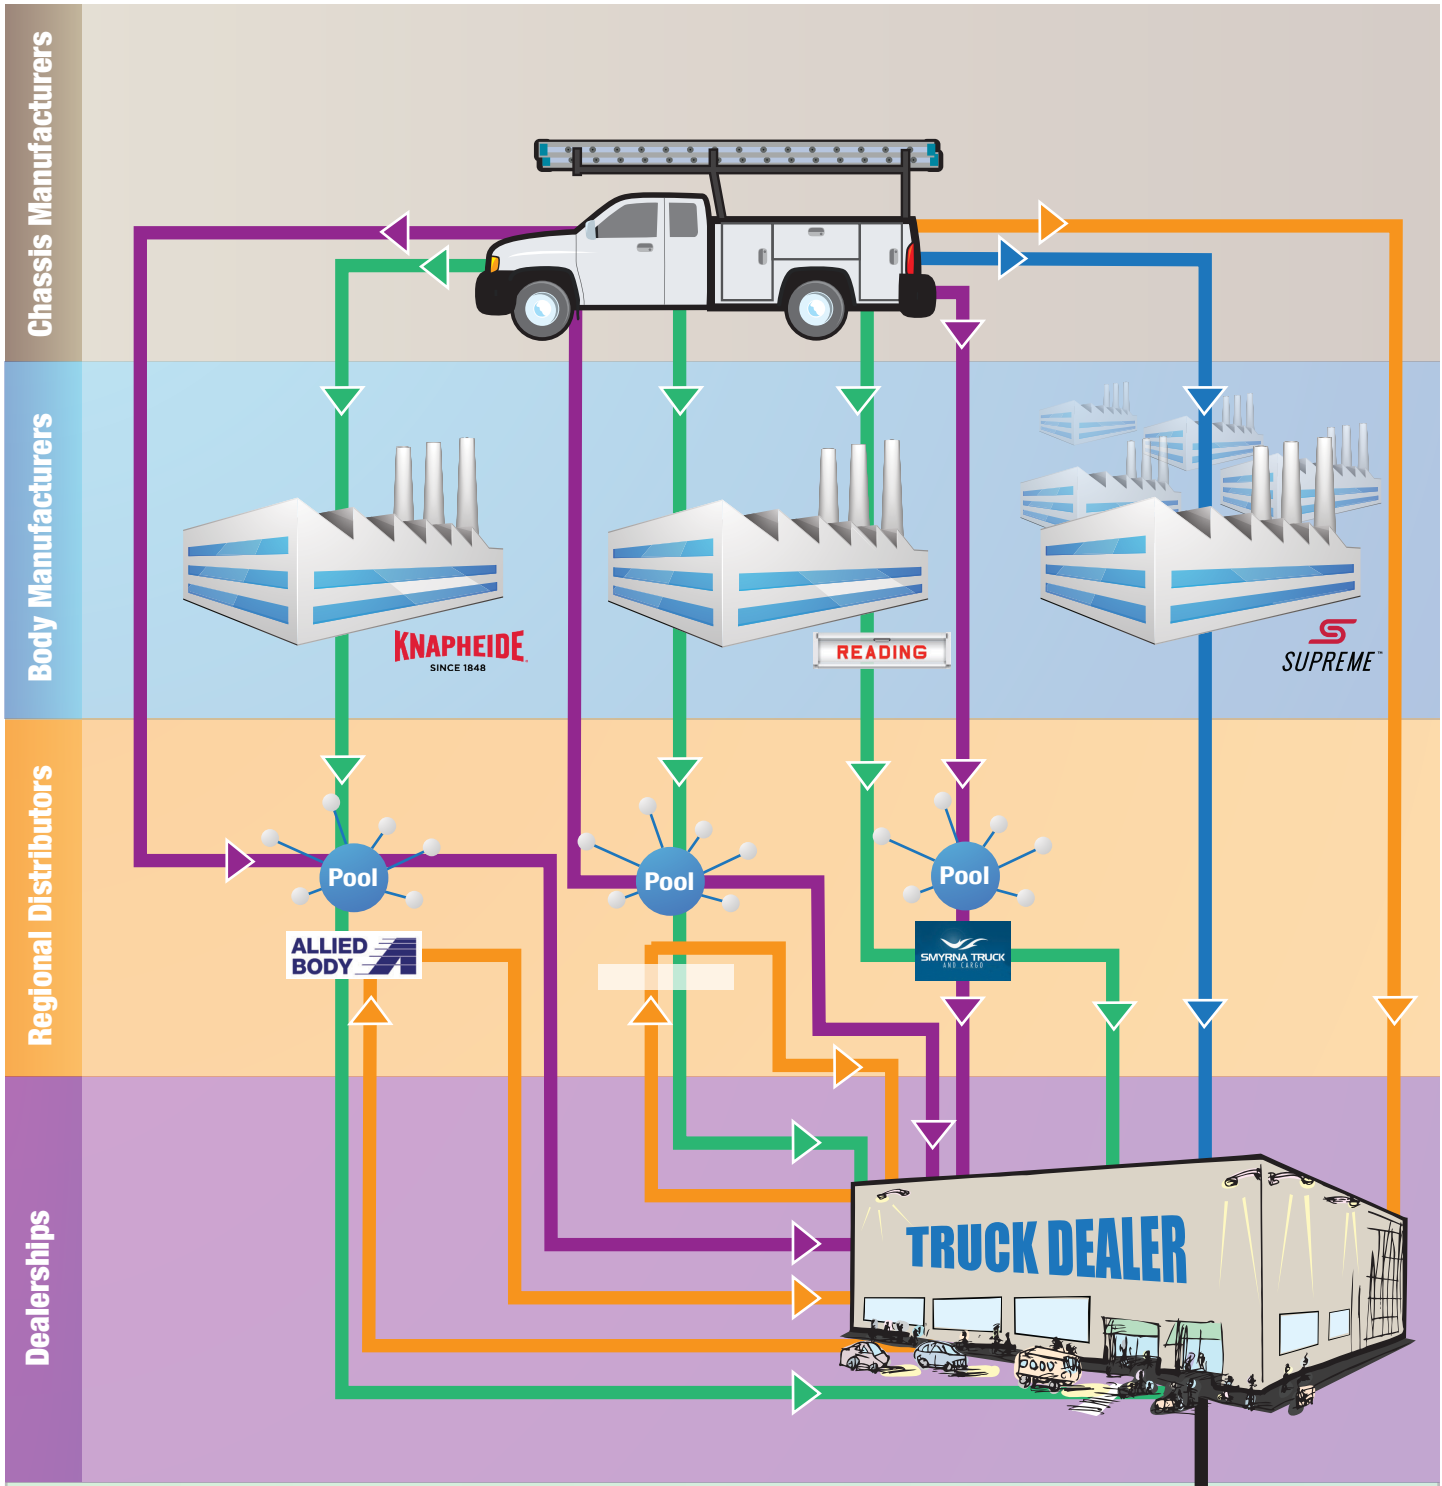 Chassis Manufacturers
Body Manufacturers
KNAPHEIDE
SINCE 1848
READING
SUPREME™
Regional Distributors
Pool
Pool
Pool
ALLIED
BODY
SMYRNA TRUCK
AND CARGO
Dealerships
TRUCK DEALER